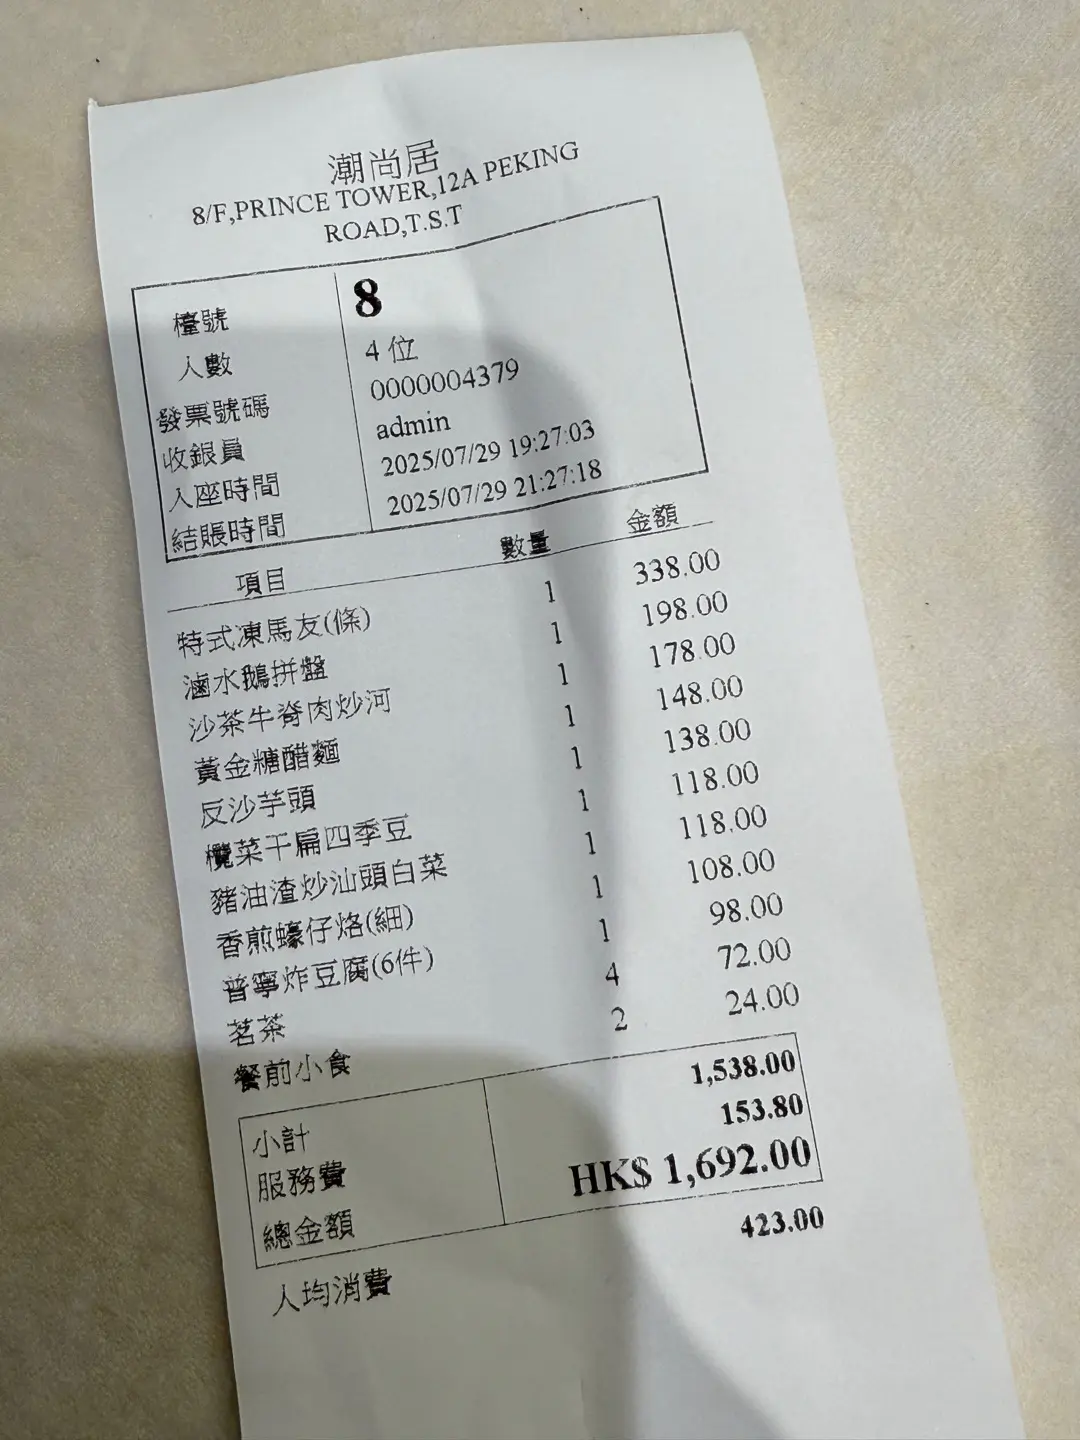 潮尚居
8/F,PRINCE TOWER,12A PEKING
ROAD,T.S.T
檯號 8
人數 4 位
發票號碼 0000004379
收銀員 admin
入座時間 2025/07/29 19:27:03
結賬時間 2025/07/29 21:27:18
項目 數量 金額
特式凍馬友(條) 1 338.00
滷水鵝拼盤 1 198.00
沙茶牛脊肉炒河 1 178.00
黃金糖醋麵 1 148.00
反沙芋頭 1 138.00
欖菜干扁四季豆 1 118.00
豬油渣炒汕頭白菜 1 118.00
香煎蠔仔烙(細) 1 108.00
普寧炸豆腐(6件) 1 98.00
茗茶 4 72.00
餐前小食 2 24.00
小計 1,538.00
服務費 153.80
總金額 HK$ 1,692.00
人均消費 423.00